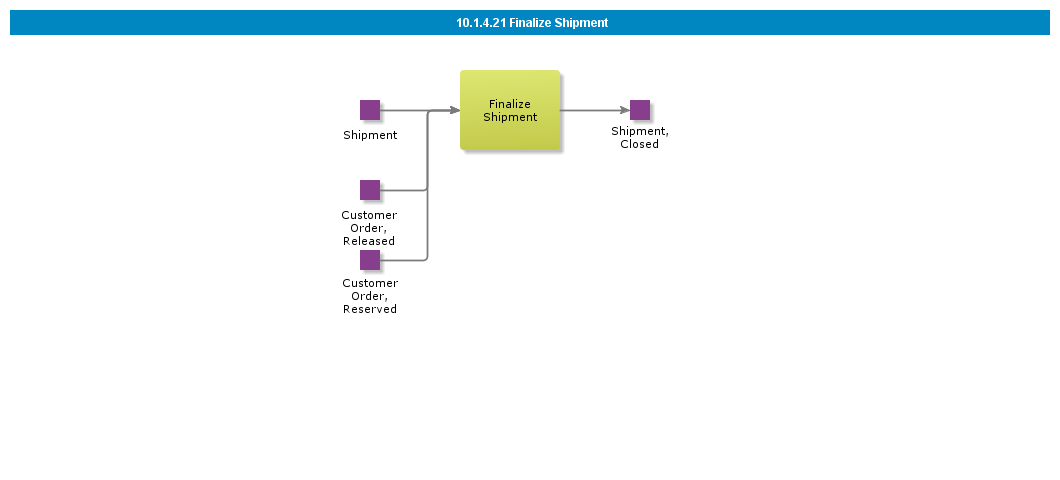 10.1.4.21 Finalize Shipment
Finalize
Shipment
Shipment
Shipment,
Closed
Customer
Order,
Released
Customer
Order,
Reserved